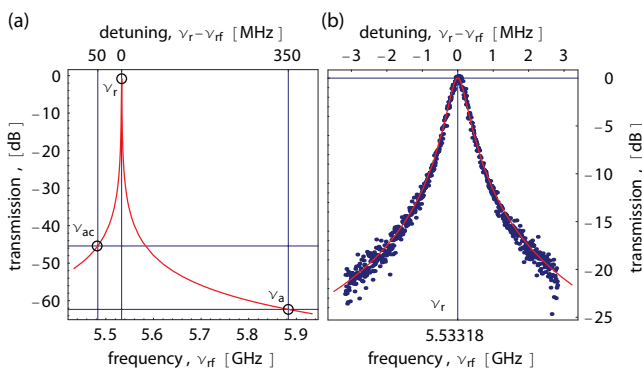 (a)
detuning, νr−νrf [MHz]
50 0 350
0
−10
−20
−30
−40
−50
−60
transmission, [dB]
νr
νac
νa
5.5 5.6 5.7 5.8 5.9
frequency, νrf [GHz]
(b)
detuning, νr−νrf [MHz]
−3 −2 −1 0 1 2 3
0
−5
−10
−15
−20
−25
transmission, [dB]
νr
5.53318
frequency, νrf [GHz]